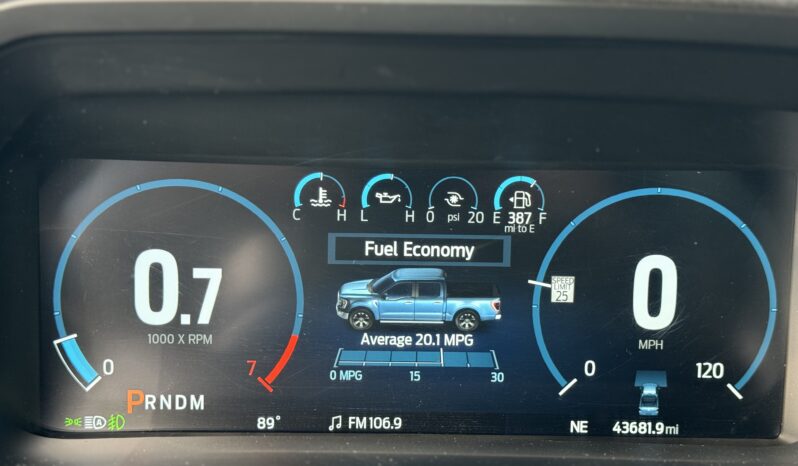 C H
L H
0 psi 20
E 387 F
mi to E
Fuel Economy
Average 20.1 MPG
0 MPG 15 30
0.7
1000 X RPM
0 7
PRNDM
SPEED
LIMIT
25
0
MPH
0 120
A
89°
FM106.9
NE
43681.9 mi